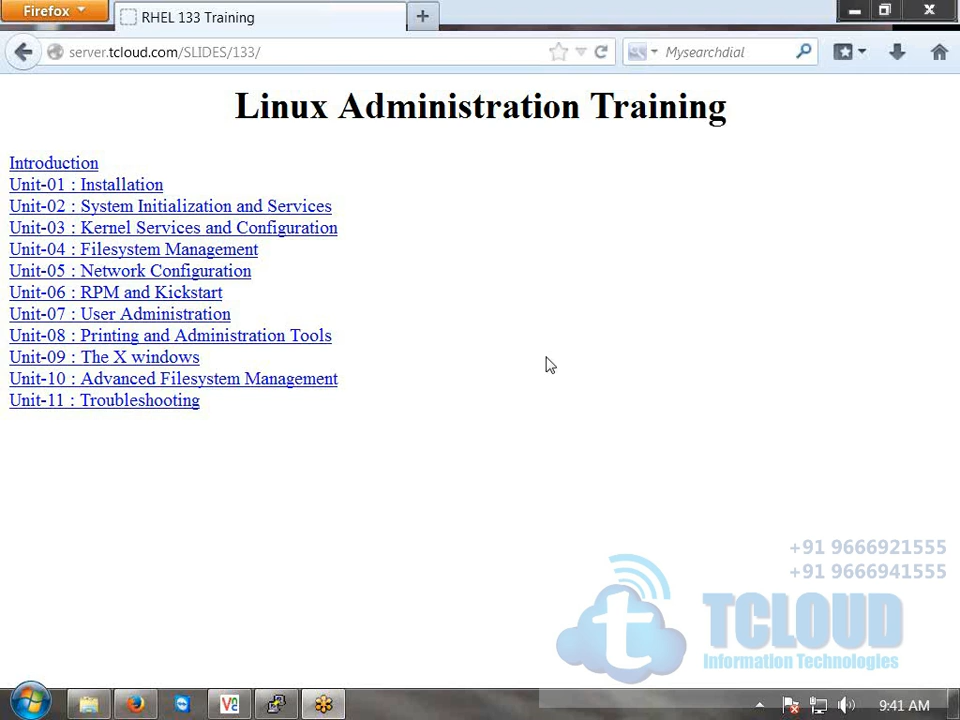 Firefox
RHEL 133 Training
server.tcloud.com/SLIDES/133/
Mysearchdial
Linux Administration Training
Introduction
Unit-01 : Installation
Unit-02 : System Initialization and Services
Unit-03 : Kernel Services and Configuration
Unit-04 : Filesystem Management
Unit-05 : Network Configuration
Unit-06 : RPM and Kickstart
Unit-07 : User Administration
Unit-08 : Printing and Administration Tools
Unit-09 : The X windows
Unit-10 : Advanced Filesystem Management
Unit-11 : Troubleshooting
+91 9666921555
+91 9666941555
t
TCLOUD
Information Technologies
9:41 AM